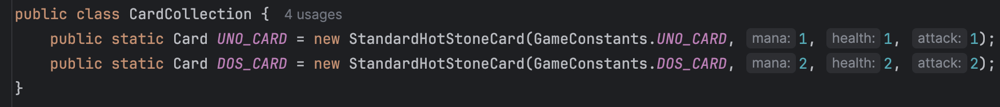 public class CardCollection { 4 usages
public static Card UNO_CARD = new StandardHotStoneCard(GameConstants.UNO_CARD, mana: 1, health: 1, attack: 1);
public static Card DOS_CARD = new StandardHotStoneCard(GameConstants.DOS_CARD, mana: 2, health: 2, attack: 2);
}